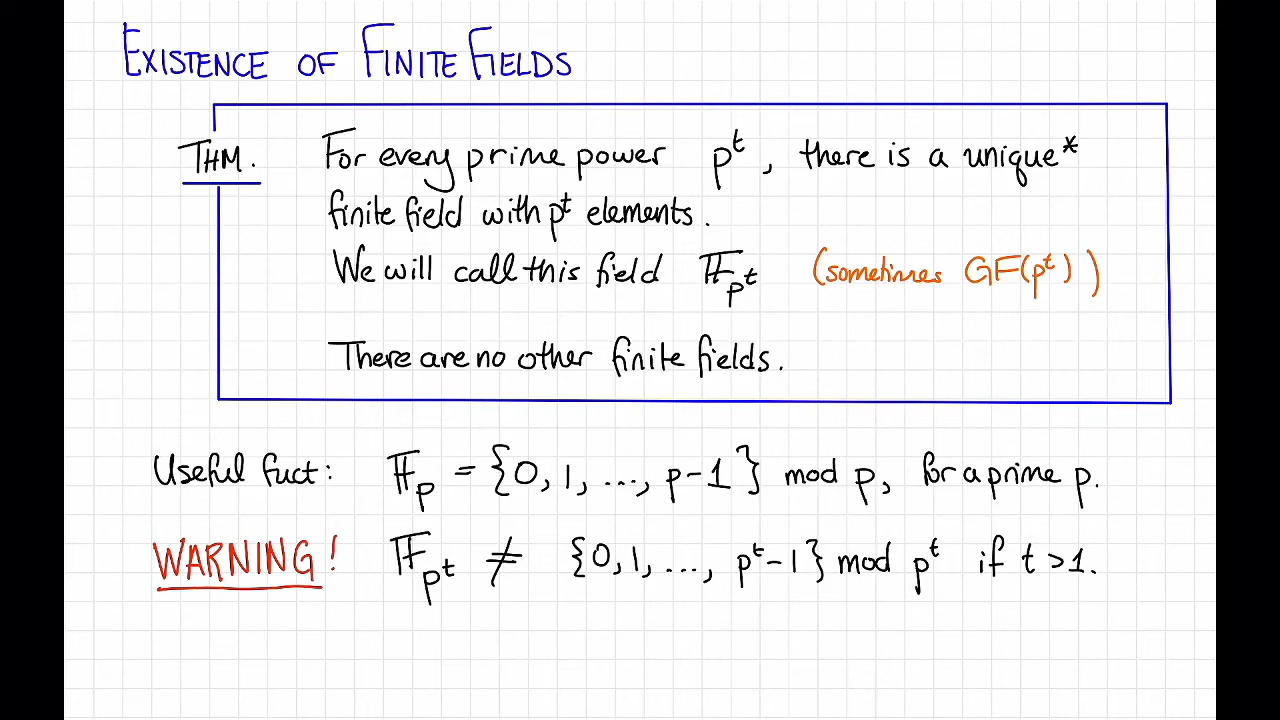 EXISTENCE OF FINITE FIELDS
THM. For every prime power p^t, there is a unique*
finite field with p^t elements.
We will call this field 𝔽_{p^t} (sometimes GF(p^t))
There are no other finite fields.
Useful fact: 𝔽_p = {0, 1, ..., p-1} mod p, for a prime p.
WARNING! 𝔽_{p^t} ≠ {0, 1, ..., p^t-1} mod p^t if t > 1.